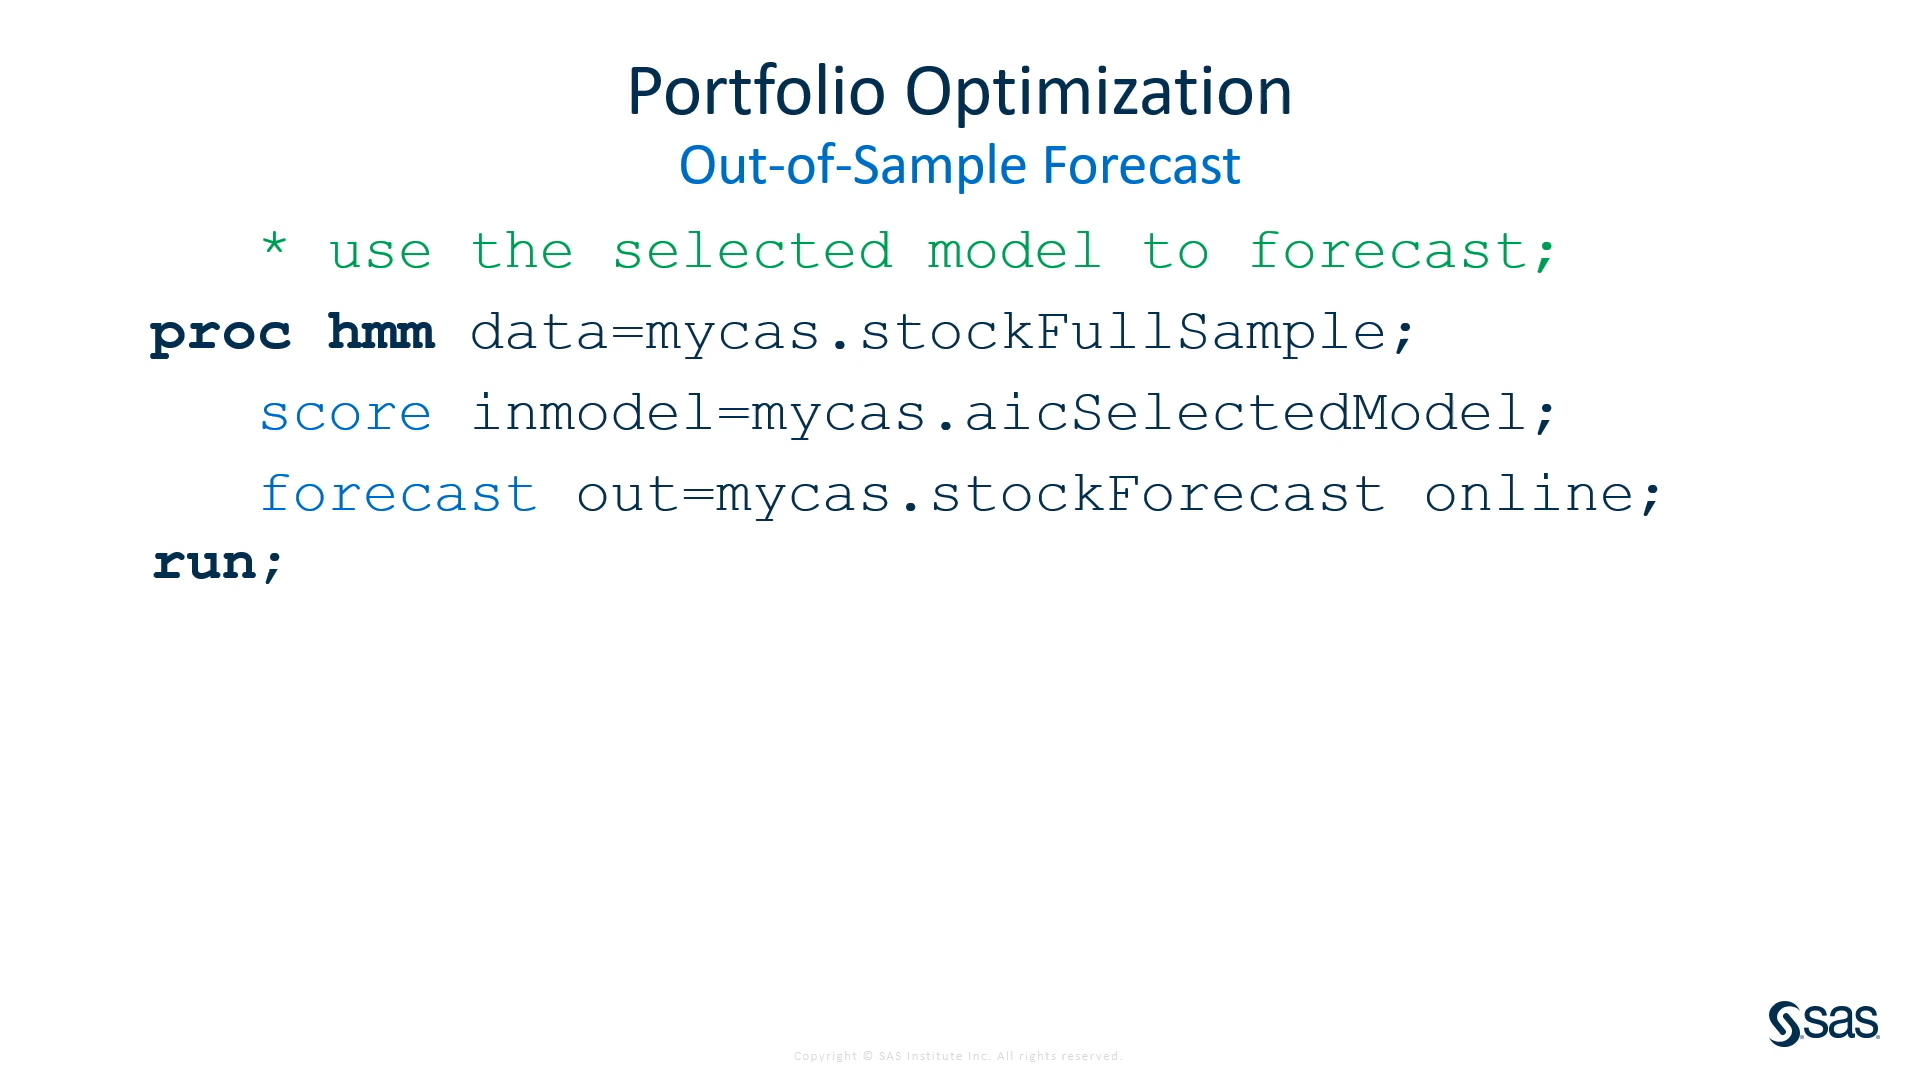 Portfolio Optimization
Out-of-Sample Forecast
* use the selected model to forecast;
proc hmm data=mycas.stockFullSample;
score inmodel=mycas.aicSelectedModel;
forecast out=mycas.stockForecast online;
run;
sas
Copyright © SAS Institute Inc. All rights reserved.